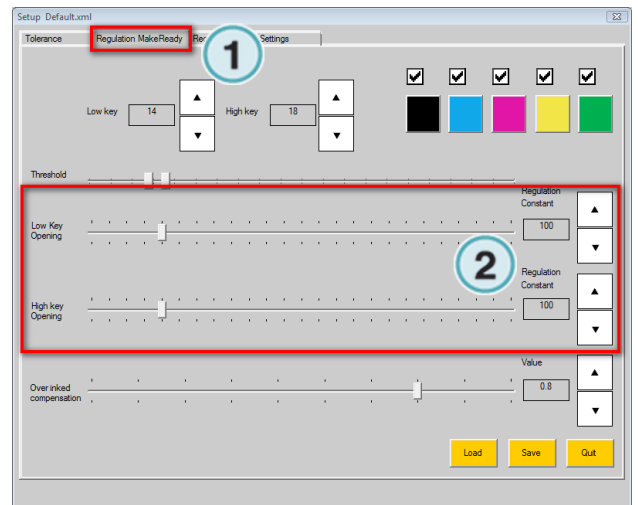 Setup Default.xml
Tolerance
Regulation MakeReady
Settings
1
Low key
14
High key
18
Threshold
Regulation
Constant
Low Key
Opening
100
2
Regulation
Constant
High key
Opening
100
Value
Over inked
compensation
0.8
Load
Save
Quit